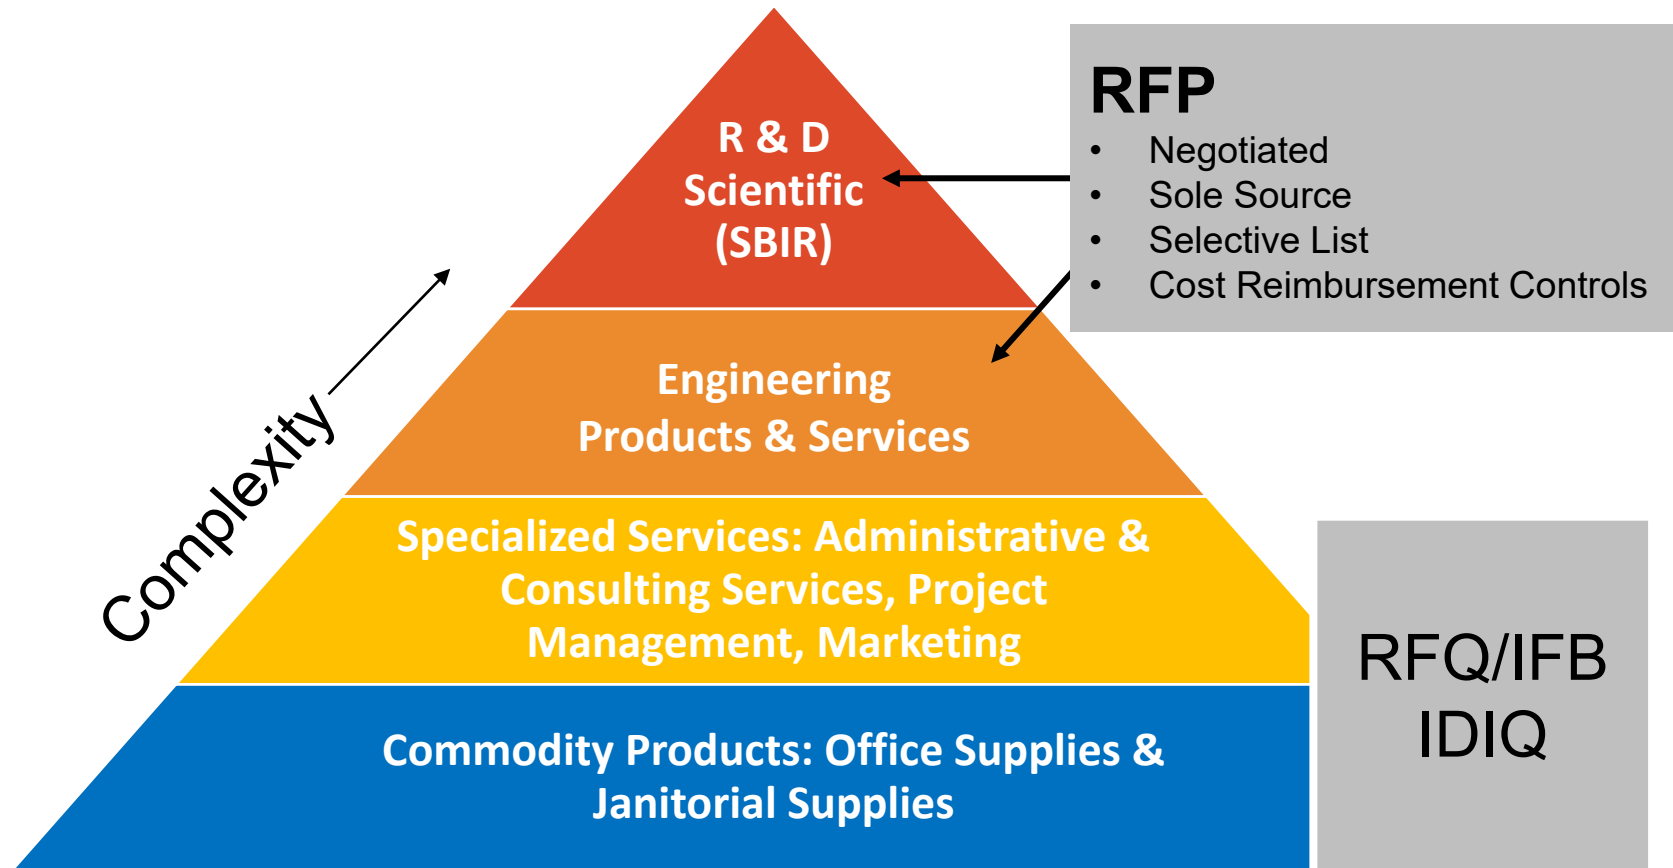 R & D
Scientific
(SBIR)
RFP
• Negotiated
• Sole Source
• Selective List
• Cost Reimbursement Controls
Complexity
Engineering
Products & Services
Specialized Services: Administrative &
Consulting Services, Project
Management, Marketing
RFQ/IFB
IDIQ
Commodity Products: Office Supplies &
Janitorial Supplies